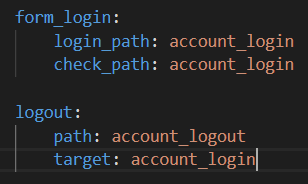 form_login:
    login_path: account_login
    check_path: account_login

logout:
    path: account_logout
    target: account_login